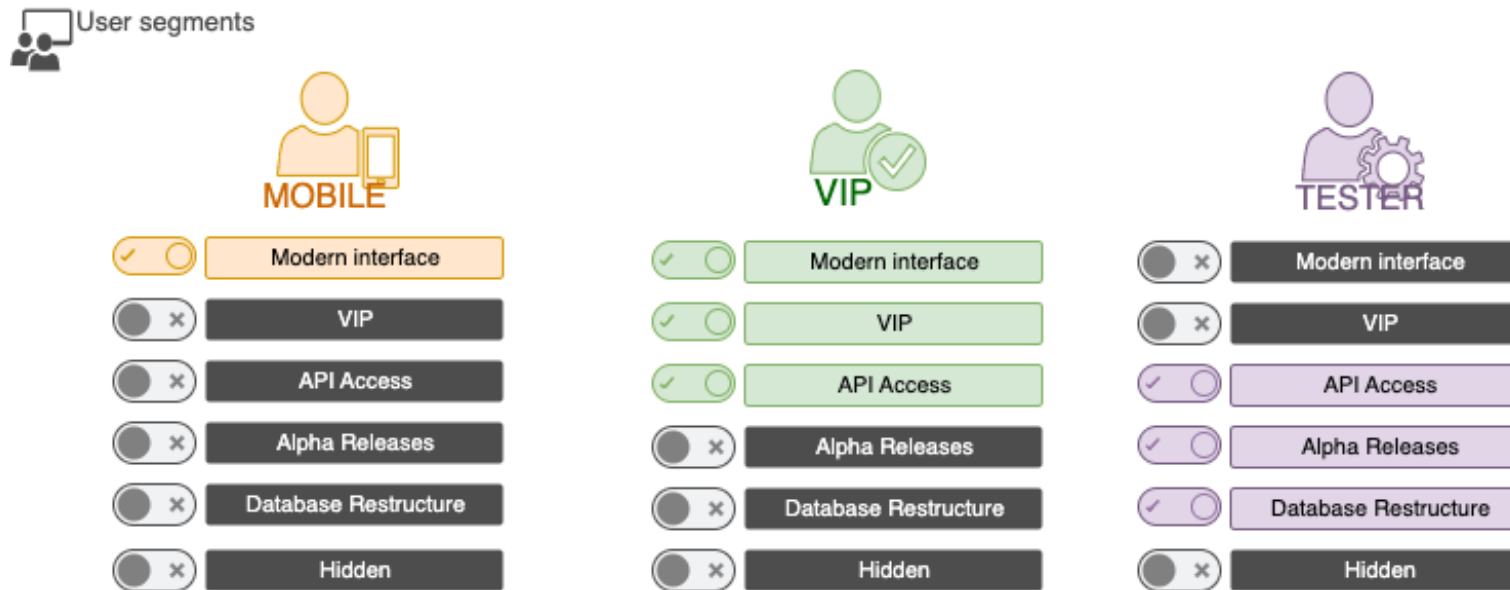 User segments
MOBILE
VIP
TESTER
Modern interface
VIP
API Access
Alpha Releases
Database Restructure
Hidden
Modern interface
VIP
API Access
Alpha Releases
Database Restructure
Hidden
Modern interface
VIP
API Access
Alpha Releases
Database Restructure
Hidden